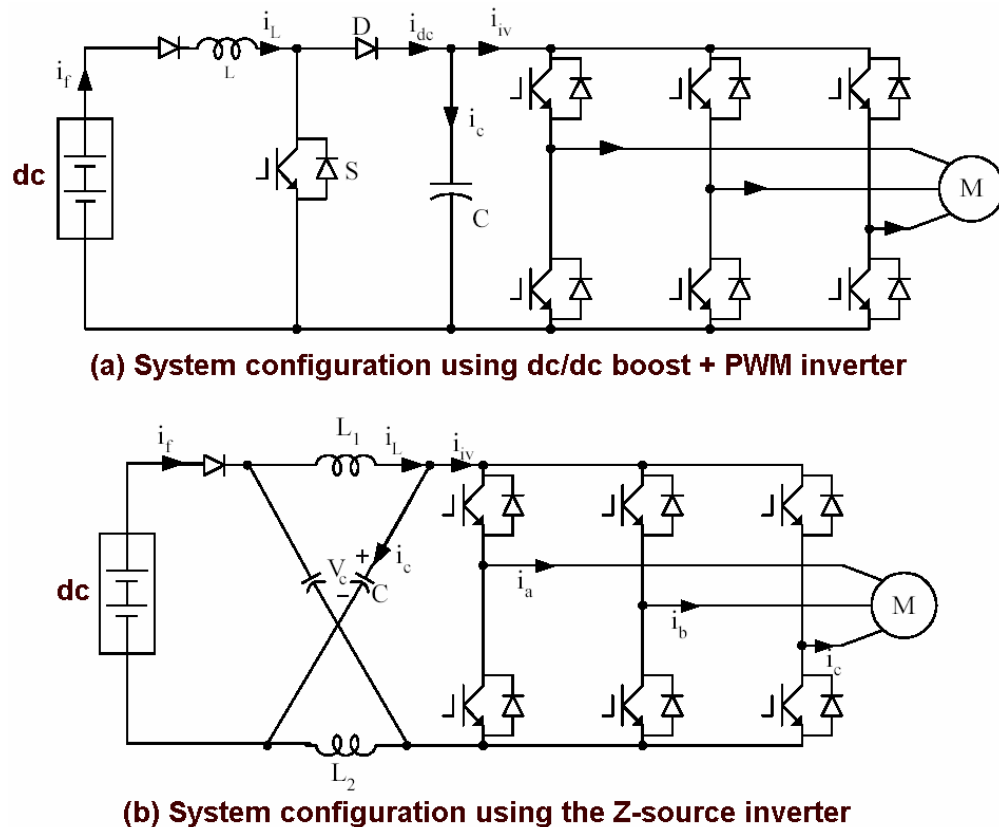 i_L D i_dc i_iv
L
i_f
i_c
dc
S
C
M
(a) System configuration using dc/dc boost + PWM inverter
i_f L_1 i_L i_iv
+ V_c i_c
− C
dc
i_a
M
i_b
i_c
L_2
(b) System configuration using the Z-source inverter